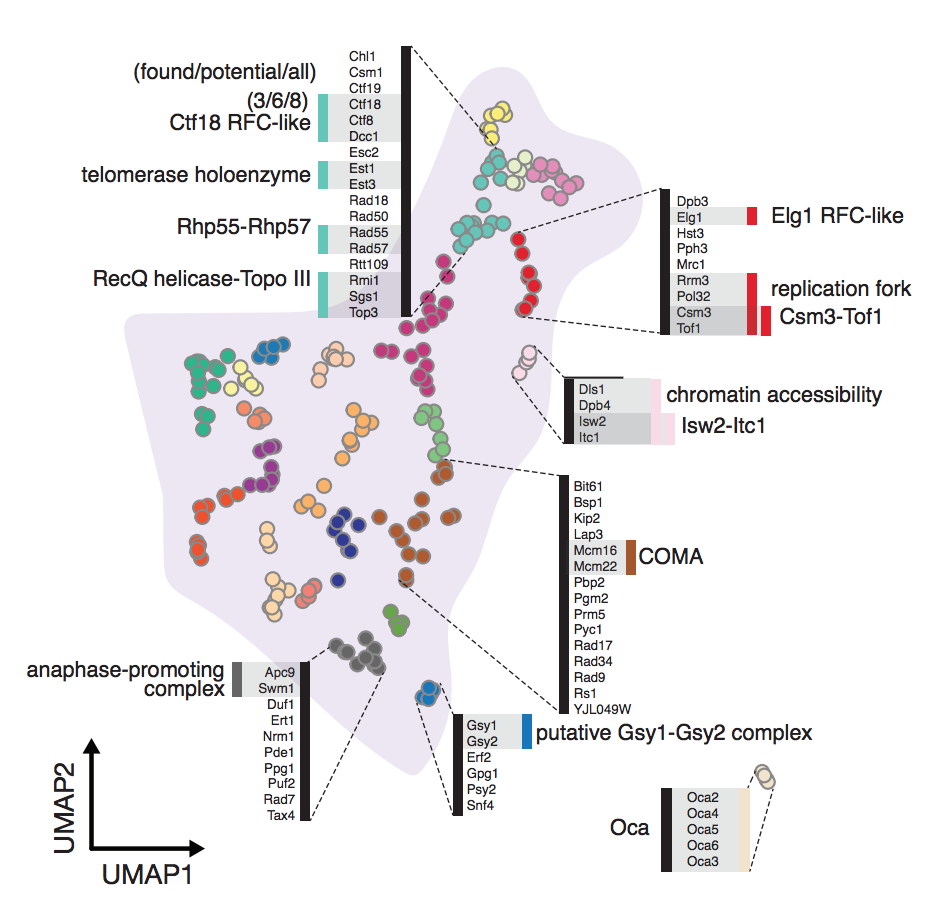 (found/potential/all)
(3/6/8)
Ctf18 RFC-like
telomerase holoenzyme
Rhp55-Rhp57
RecQ helicase-Topo III
Chl1
Csm1
Ctf19
Ctf18
Ctf8
Dcc1
Esc2
Est1
Est3
Rad18
Rad50
Rad55
Rad57
Rtt109
Rmi1
Sgs1
Top3
Dpb3
Elg1
Hst3
Pph3
Mrc1
Rrm3
Pol32
Csm3
Tof1
Elg1 RFC-like
replication fork
Csm3-Tof1
Dls1
Dpb4
Isw2
Itc1
chromatin accessibility
Isw2-Itc1
Bit61
Bsp1
Kip2
Lap3
Mcm16
Mcm22
Pbp2
Pgm2
Prm5
Pyc1
Rad17
Rad34
Rad9
Rs1
YJL049W
COMA
anaphase-promoting
complex
Apc9
Swm1
Duf1
Ert1
Nrm1
Pde1
Ppg1
Puf2
Rad7
Tax4
Gsy1
Gsy2
Erf2
Gpg1
Psy2
Snf4
putative Gsy1-Gsy2 complex
Oca
Oca2
Oca4
Oca5
Oca6
Oca3
UMAP2
UMAP1